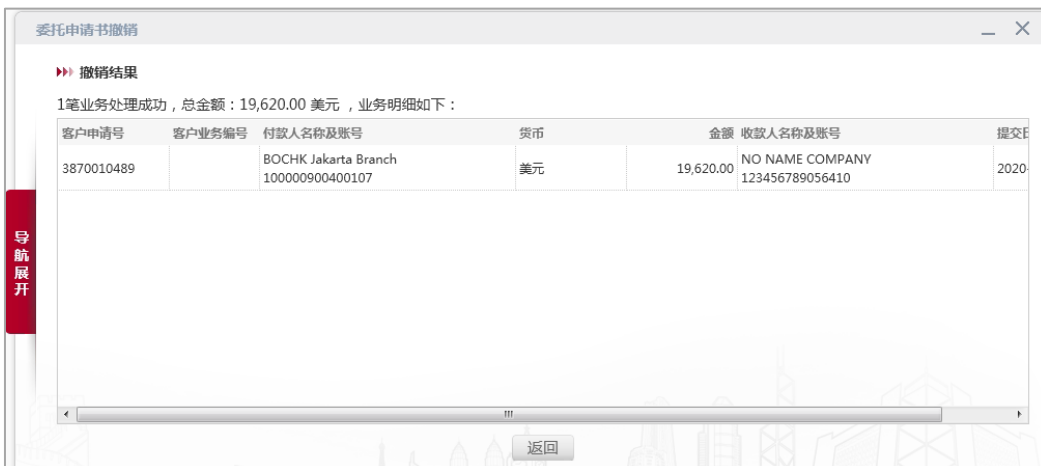 委托申请书撤销
撤销结果
1笔业务处理成功，总金额：19,620.00 美元 ，业务明细如下：
客户申请号 客户业务编号 付款人名称及账号 货币 金额 收款人名称及账号 提交日
3870010489 BOCHK Jakarta Branch 美元 19,620.00 NO NAME COMPANY 2020-
100000900400107 123456789056410
导航展开
返回